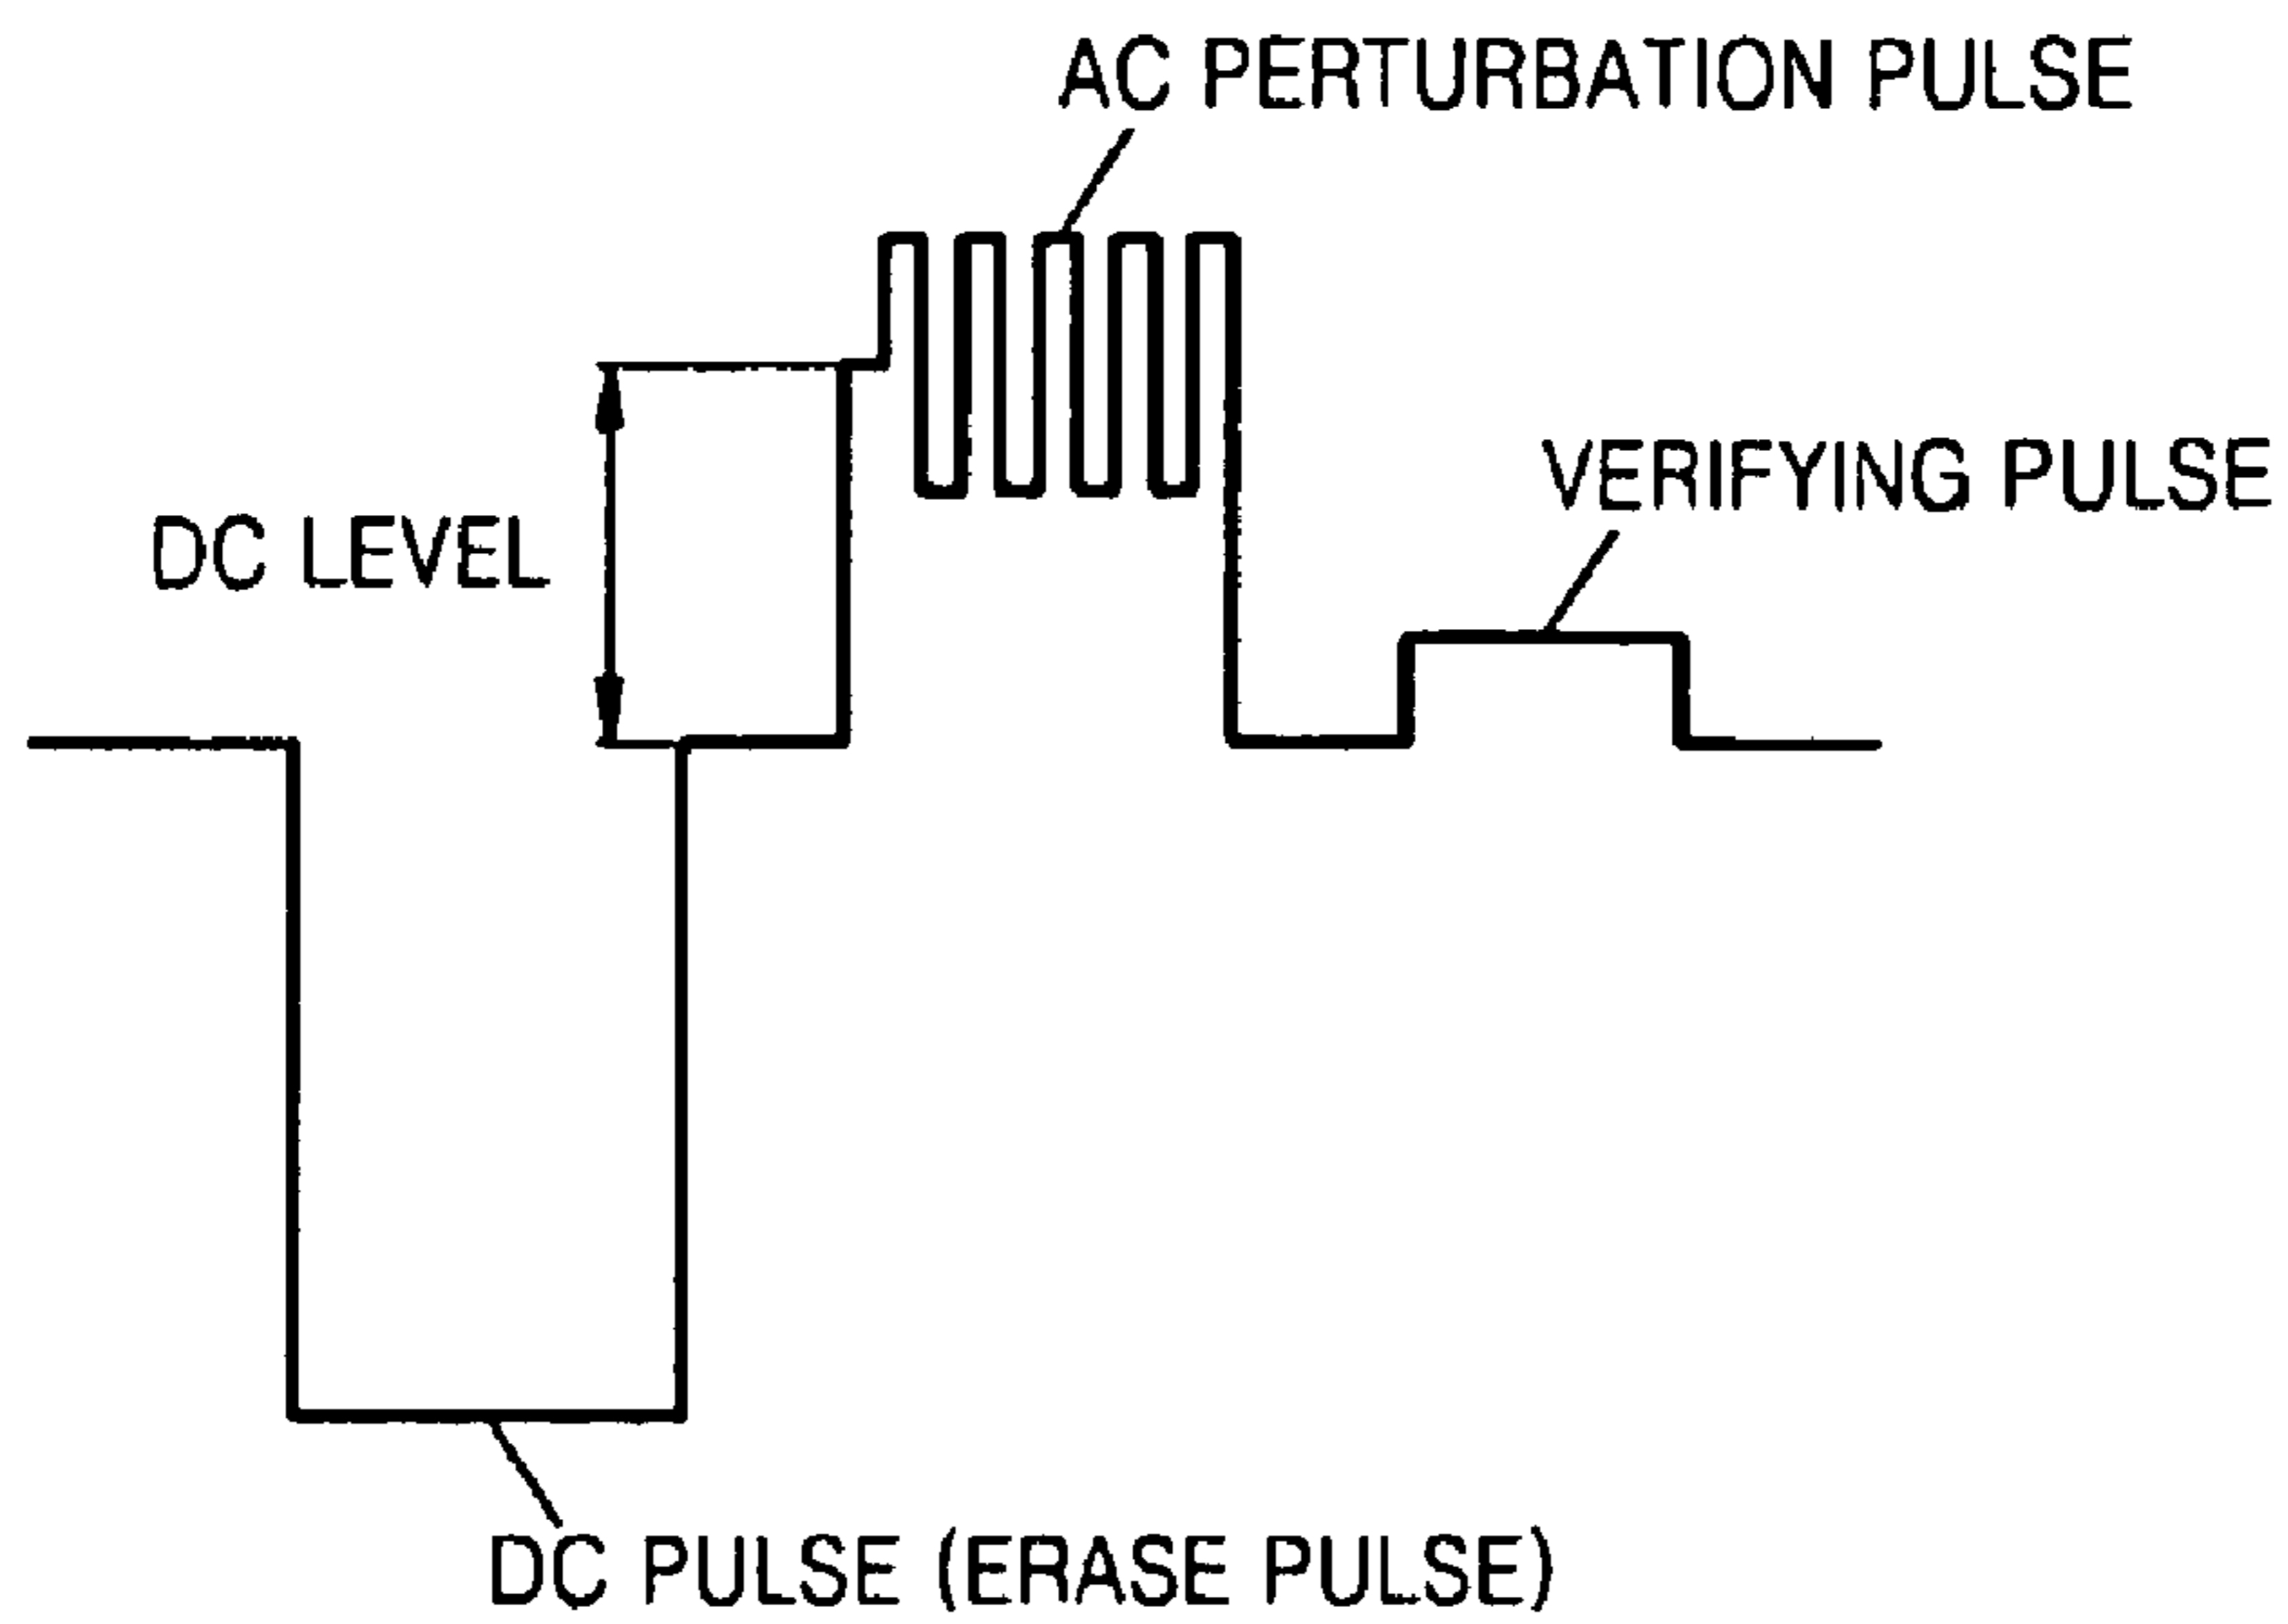 AC PERTURBATION PULSE
VERIFYING PULSE
DC LEVEL
DC PULSE (ERASE PULSE)